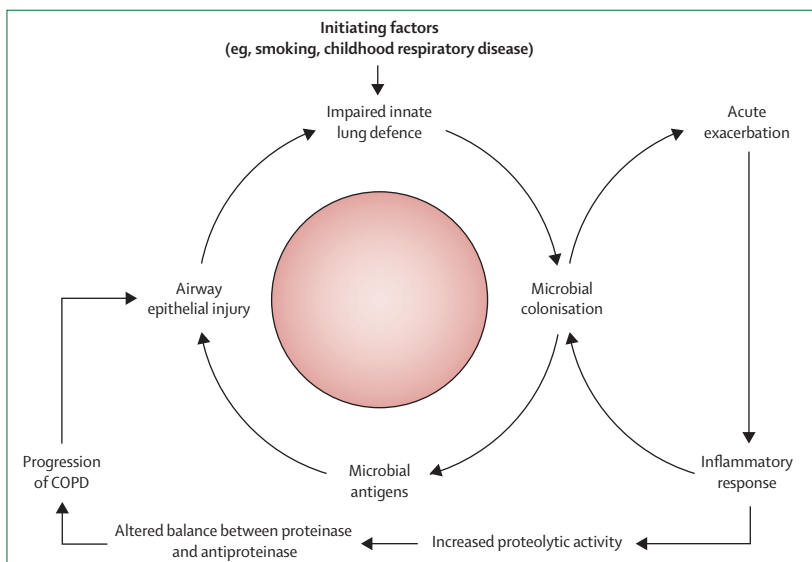 Initiating factors
(eg, smoking, childhood respiratory disease)
Impaired innate
lung defence
Acute
exacerbation
Airway
epithelial injury
Microbial
colonisation
Progression
of COPD
Microbial
antigens
Inflammatory
response
Altered balance between proteinase
and antiproteinase
Increased proteolytic activity